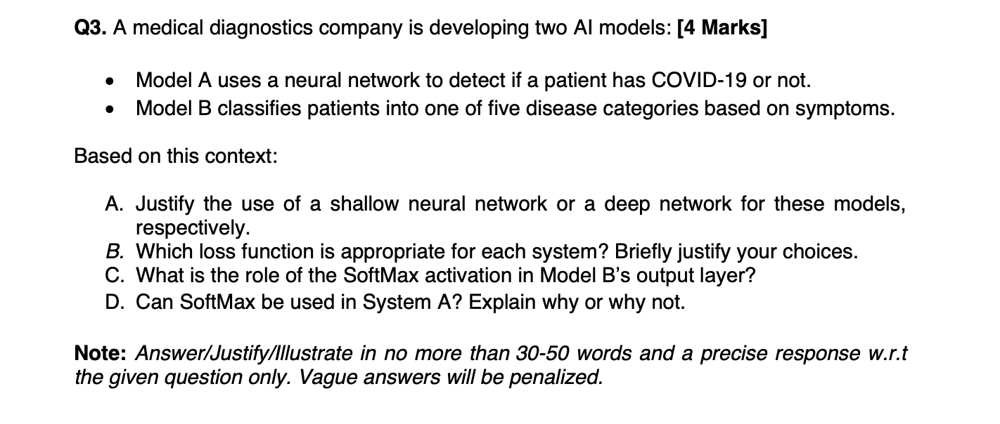 Q3. A medical diagnostics company is developing two AI models: [4 Marks]
• Model A uses a neural network to detect if a patient has COVID-19 or not.
• Model B classifies patients into one of five disease categories based on symptoms.
Based on this context:
A. Justify the use of a shallow neural network or a deep network for these models,
respectively.
B. Which loss function is appropriate for each system? Briefly justify your choices.
C. What is the role of the SoftMax activation in Model B’s output layer?
D. Can SoftMax be used in System A? Explain why or why not.
Note: Answer/Justify/Illustrate in no more than 30-50 words and a precise response w.r.t
the given question only. Vague answers will be penalized.